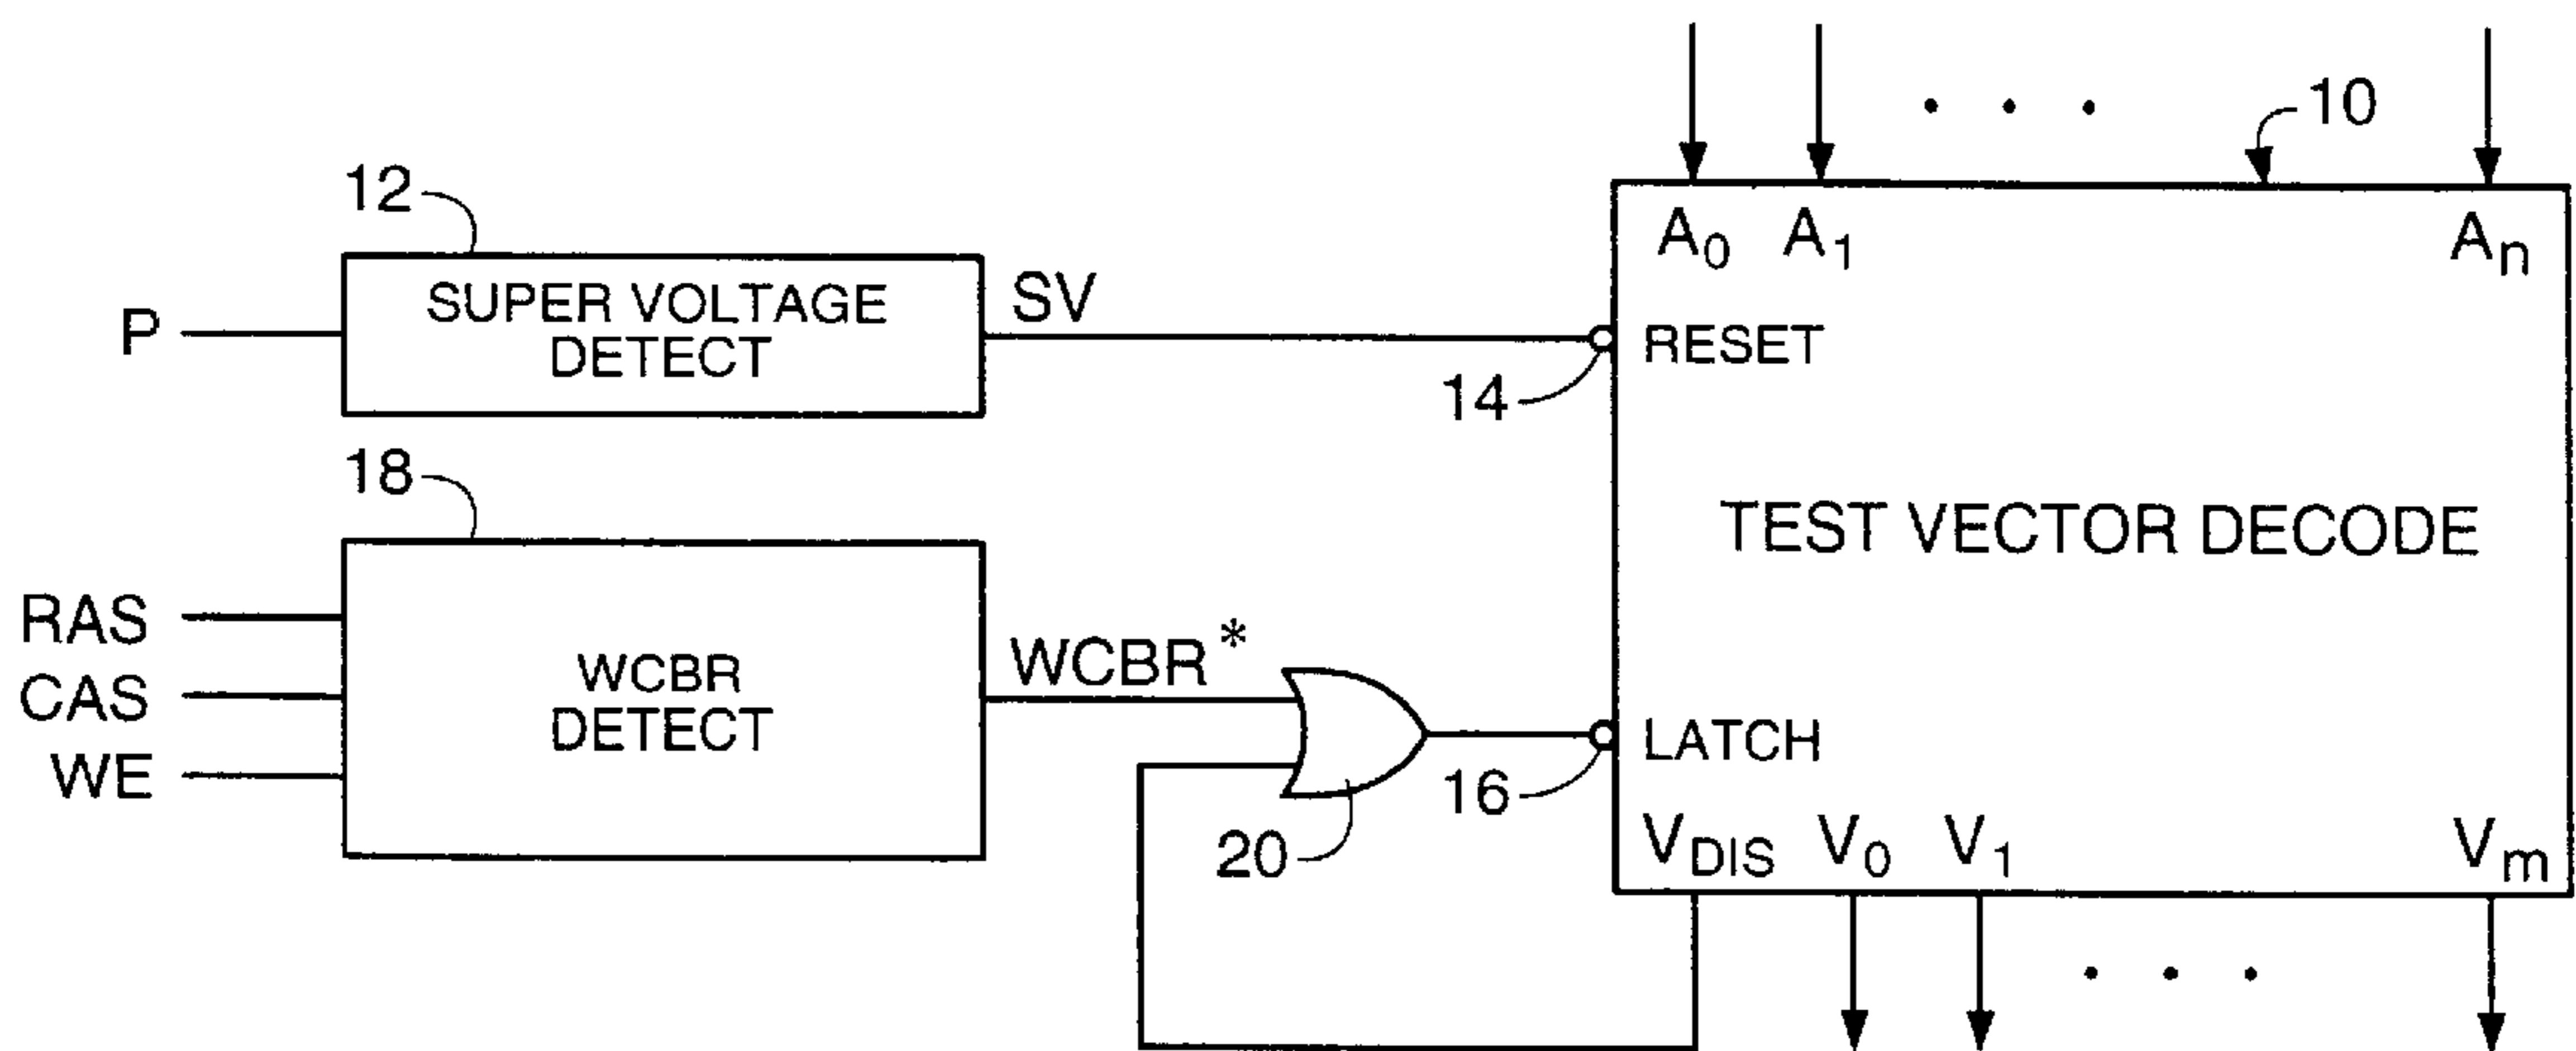 10
A0 A1 An
12
SUPER VOLTAGE
DETECT
P
SV
RESET
14
TEST VECTOR DECODE
18
RAS
CAS
WE
WCBR
DETECT
WCBR*
20
LATCH
16
VDIS V0 V1 Vm